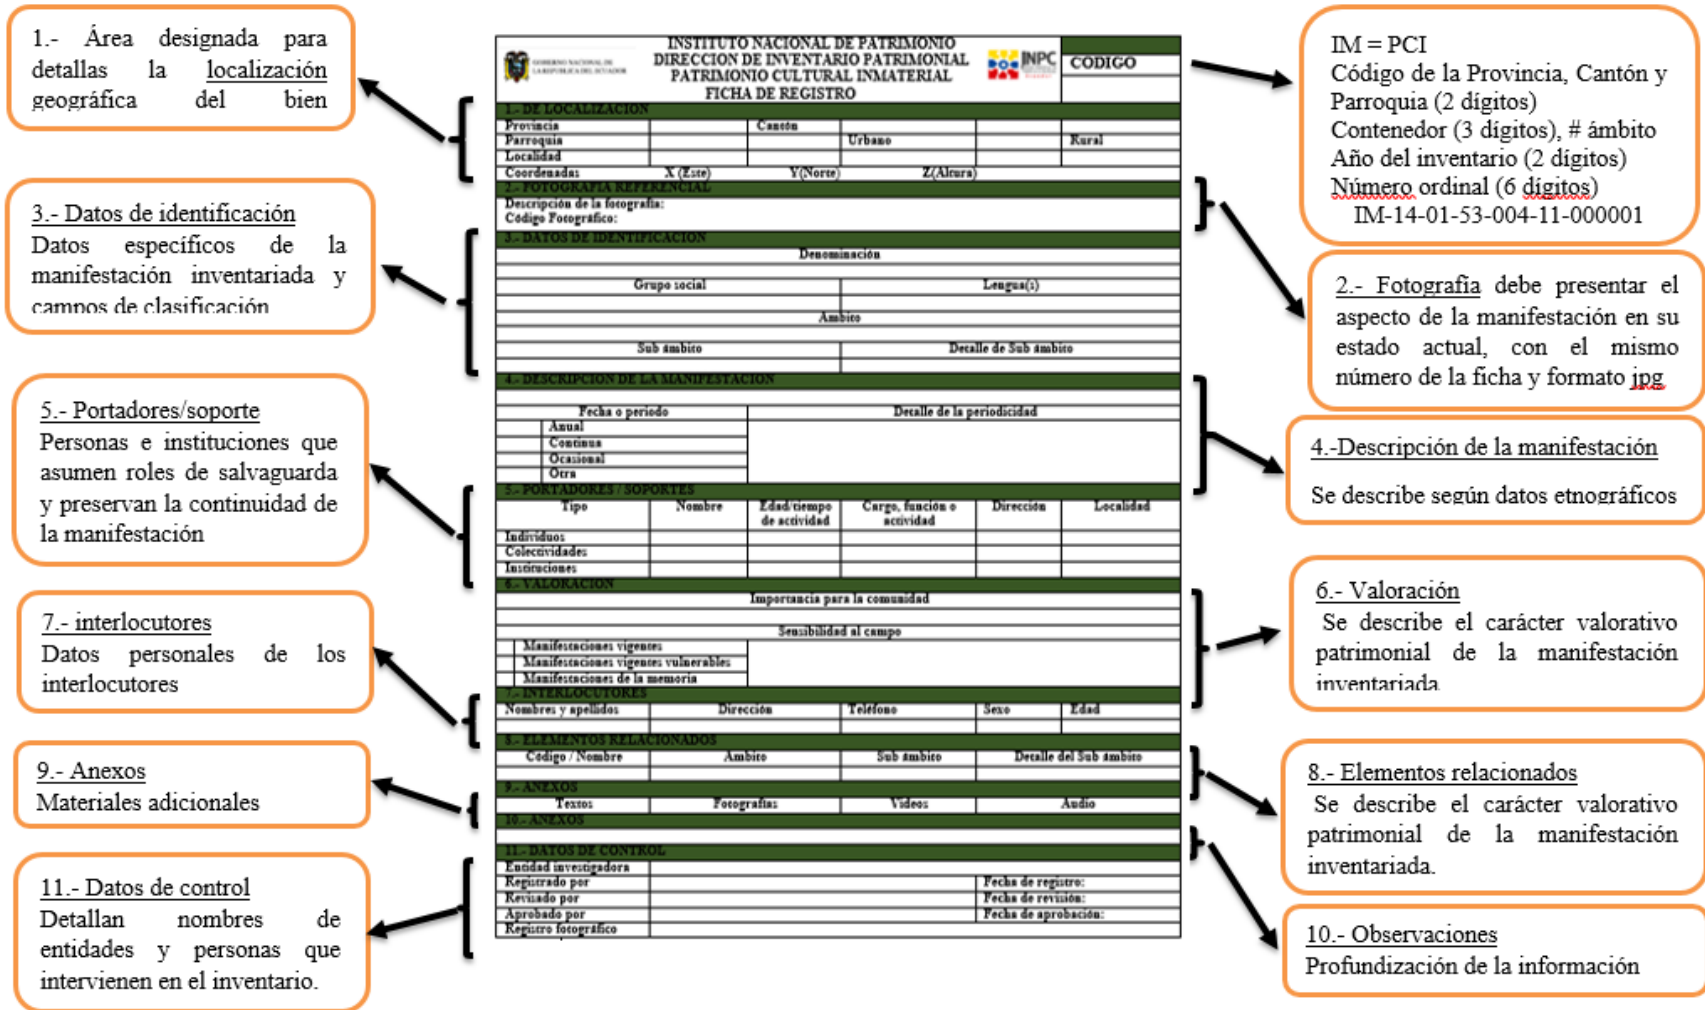 1.- Área designada para
detallas la localización
geográfica del bien
3.- Datos de identificación
Datos específicos de la
manifestación inventariada y
campos de clasificación
5.- Portadores/soporte
Personas e instituciones que
asumen roles de salvaguarda
y preservan la continuidad de
la manifestación
7.- interlocutores
Datos personales de los
interlocutores
9.- Anexos
Materiales adicionales
11.- Datos de control
Detallan nombres de
entidades y personas que
intervienen en el inventario.
GOBIERNO NACIONAL DE
LA REPUBLICA DEL ECUADOR
INSTITUTO NACIONAL DE PATRIMONIO
DIRECCION DE INVENTARIO PATRIMONIAL
PATRIMONIO CULTURAL INMATERIAL
FICHA DE REGISTRO
INPC
CODIGO
1.- DE LOCALIZACION
Provincia Cantón
Parroquia Urbano Rural
Localidad
Coordenadas X (Este) Y(Norte) Z(Altura)
2.- FOTOGRAFIA REFERENCIAL
Descripción de la fotografía:
Código Fotográfico:
3.- DATOS DE IDENTIFICACION
Denominación
Grupo social Lengua(s)
Ambito
Sub ámbito Detalle de Sub ámbito
4.- DESCRIPCION DE LA MANIFESTACION
Fecha o periodo Detalle de la periodicidad
Anual
Continua
Ocasional
Otra
5.- PORTADORES / SOPORTES
Tipo Nombre Edad/tiempo de actividad Cargo, función o actividad Dirección Localidad
Individuos
Colectividades
Instituciones
6.- VALORACION
Importancia para la comunidad
Sensibilidad al campo
Manifestaciones vigentes
Manifestaciones vigentes vulnerables
Manifestaciones de la memoria
7.- INTERLOCUTORES
Nombres y apellidos Dirección Teléfono Sexo Edad
8.- ELEMENTOS RELACIONADOS
Código / Nombre Ambito Sub ámbito Detalle del Sub ámbito
9.- ANEXOS
Textos Fotografías Videos Audio
10.- ANEXOS
11.- DATOS DE CONTROL
Entidad investigadora
Registrado por Fecha de registro:
Revisado por Fecha de revisión:
Aprobado por Fecha de aprobación:
Registro fotográfico
IM = PCI
Código de la Provincia, Cantón y
Parroquia (2 dígitos)
Contenedor (3 dígitos), # ámbito
Año del inventario (2 dígitos)
Número ordinal (6 dígitos)
IM-14-01-53-004-11-000001
2.- Fotografía debe presentar el
aspecto de la manifestación en su
estado actual, con el mismo
número de la ficha y formato jpg
4.-Descripción de la manifestación
Se describe según datos etnográficos
6.- Valoración
Se describe el carácter valorativo
patrimonial de la manifestación
inventariada
8.- Elementos relacionados
Se describe el carácter valorativo
patrimonial de la manifestación
inventariada.
10.- Observaciones
Profundización de la información